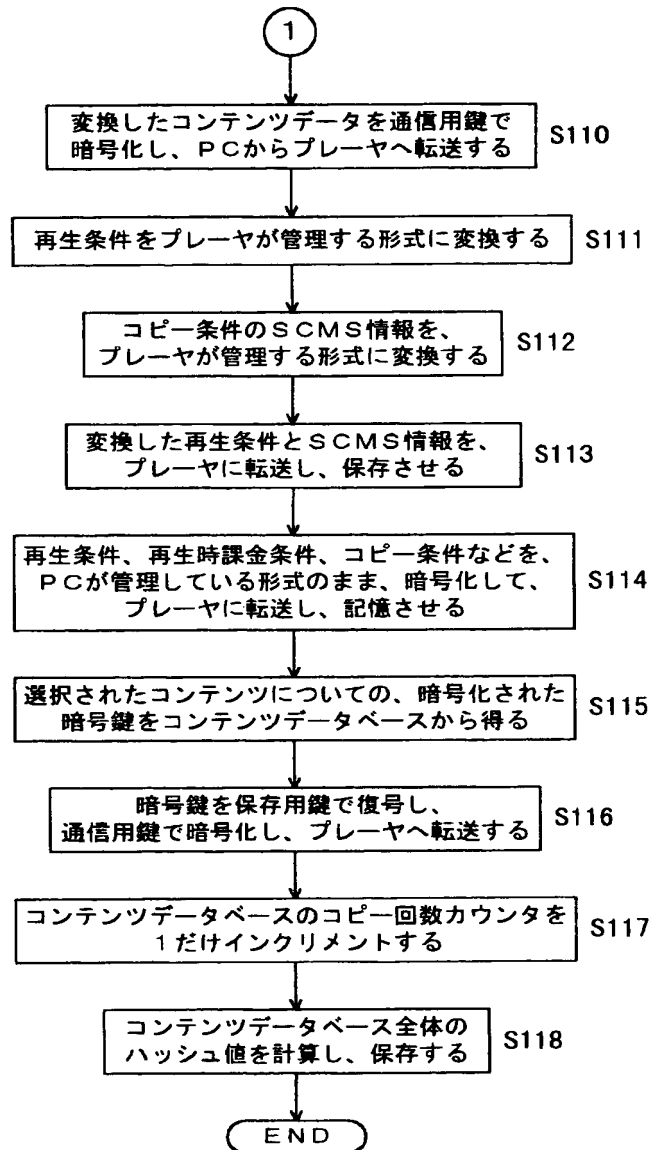 1
変換したコンテンツデータを通信用鍵で
暗号化し、PCからプレーヤへ転送する
S110
再生条件をプレーヤが管理する形式に変換する
S111
コピー条件のSCMS情報を、
プレーヤが管理する形式に変換する
S112
変換した再生条件とSCMS情報を、
プレーヤに転送し、保存させる
S113
再生条件、再生時課金条件、コピー条件などを、
PCが管理している形式のまま、暗号化して、
プレーヤに転送し、記憶させる
S114
選択されたコンテンツについての、暗号化された
暗号鍵をコンテンツデータベースから得る
S115
暗号鍵を保存用鍵で復号し、
通信用鍵で暗号化し、プレーヤへ転送する
S116
コンテンツデータベースのコピー回数カウンタを
1だけインクリメントする
S117
コンテンツデータベース全体の
ハッシュ値を計算し、保存する
S118
END